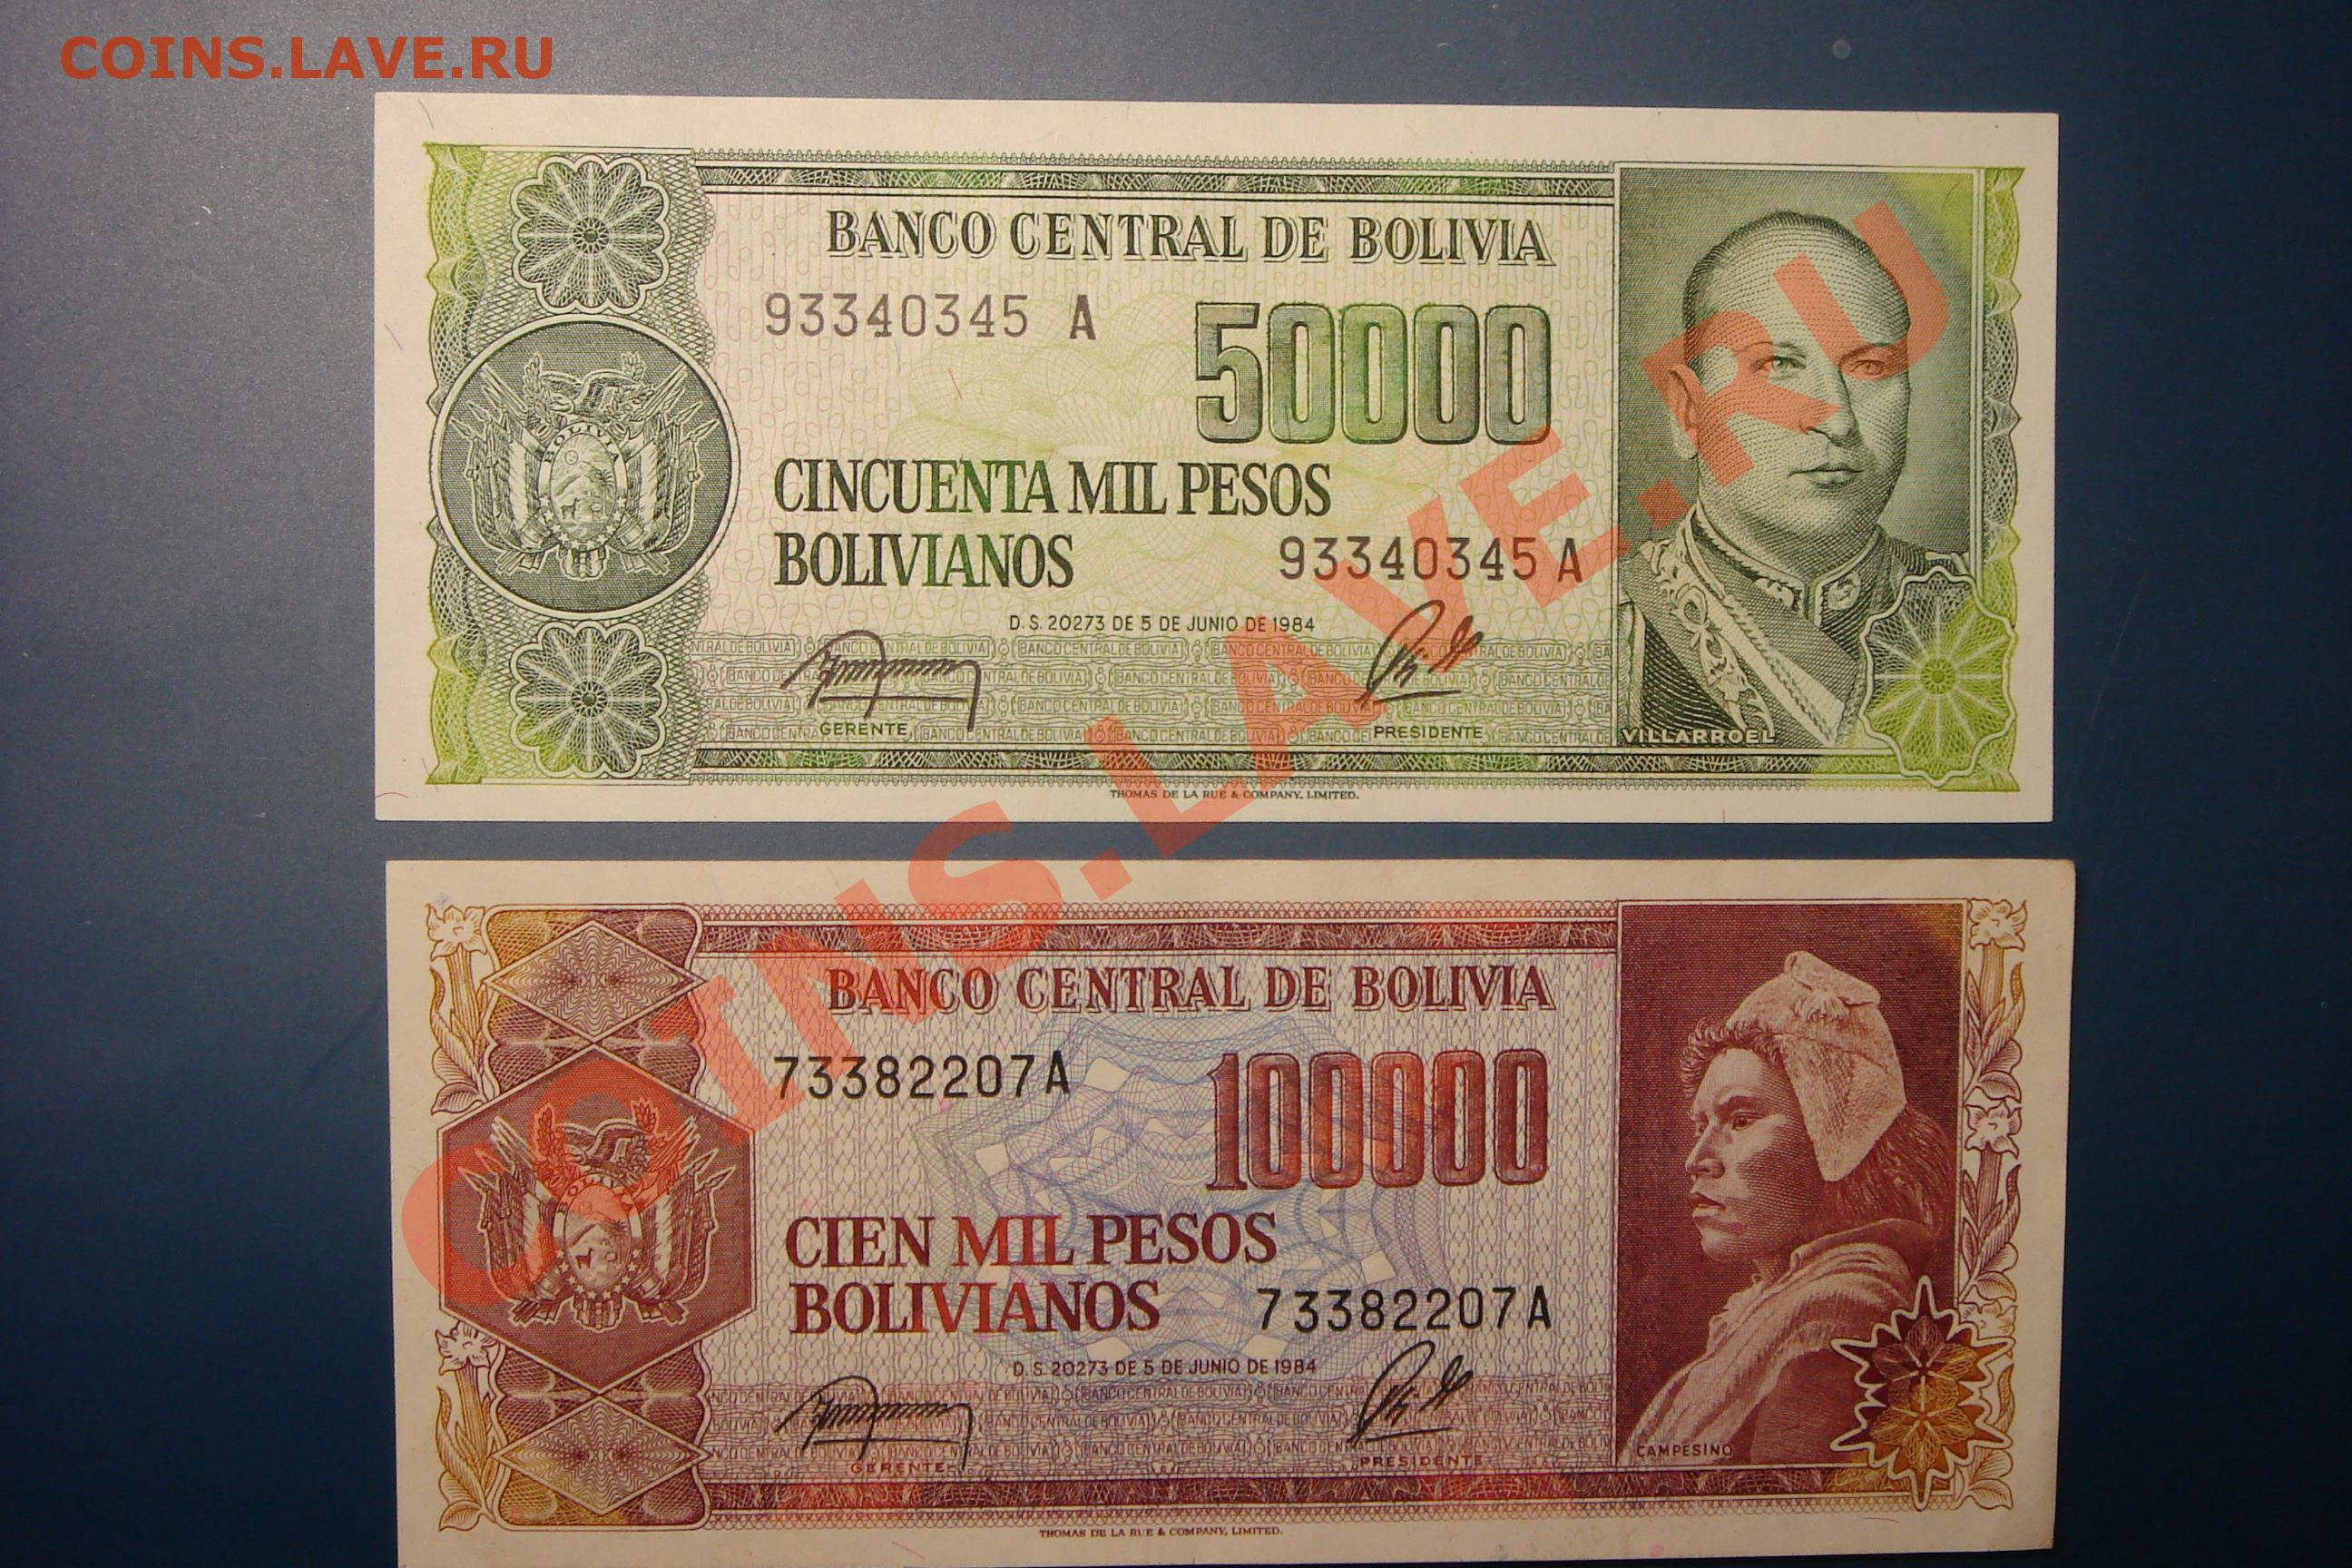 COINS.LAVE.RU
BANCO CENTRAL DE BOLIVIA
93340345 A
50000
CINCUENTA MIL PESOS
BOLIVIANOS
93340345 A
D. S. 20273 DE 5 DE JUNIO DE 1984
GERENTE
PRESIDENTE
VILLARROEL
THOMAS DE LA RUE & COMPANY, LIMITED.
COINS.LAVE.RU
BANCO CENTRAL DE BOLIVIA
73382207A
100000
CIEN MIL PESOS
BOLIVIANOS
73382207A
D. S. 20273 DE 5 DE JUNIO DE 1984
GERENTE
PRESIDENTE
CAMPESINO
THOMAS DE LA RUE & COMPANY, LIMITED.